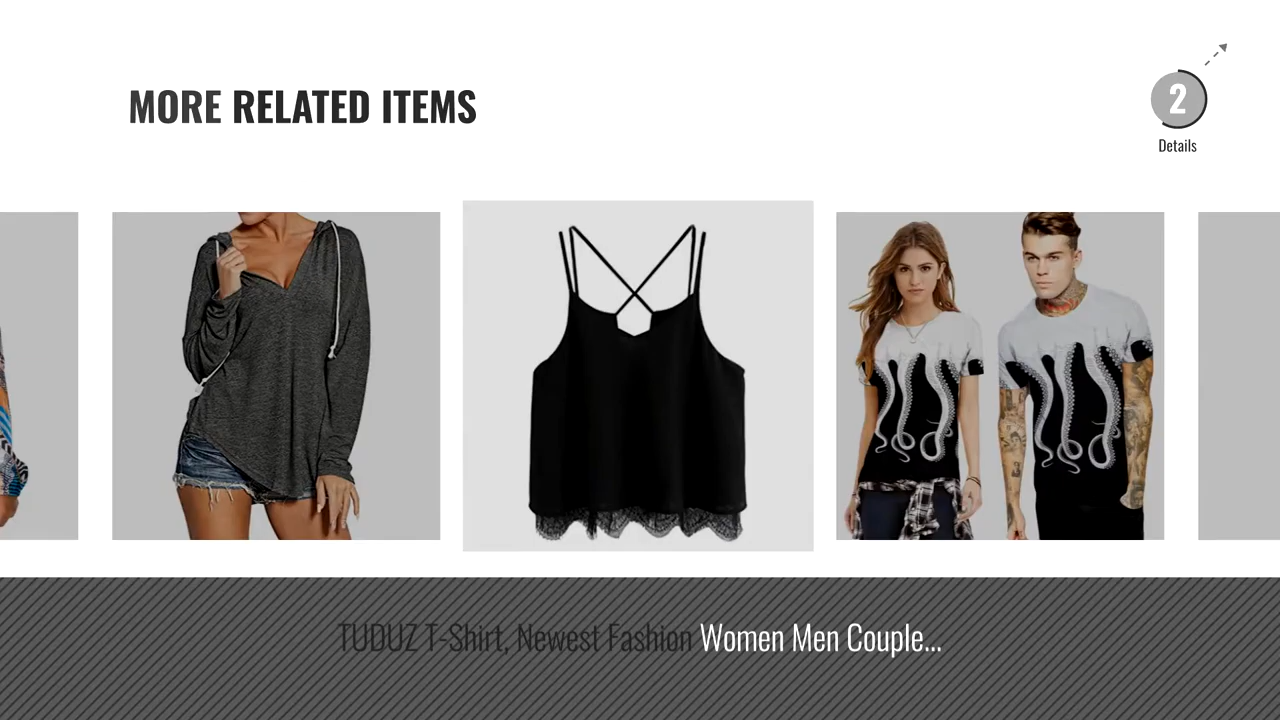 MORE RELATED ITEMS
2
Details
TUDUZ T-Shirt, Newest Fashion Women Men Couple...